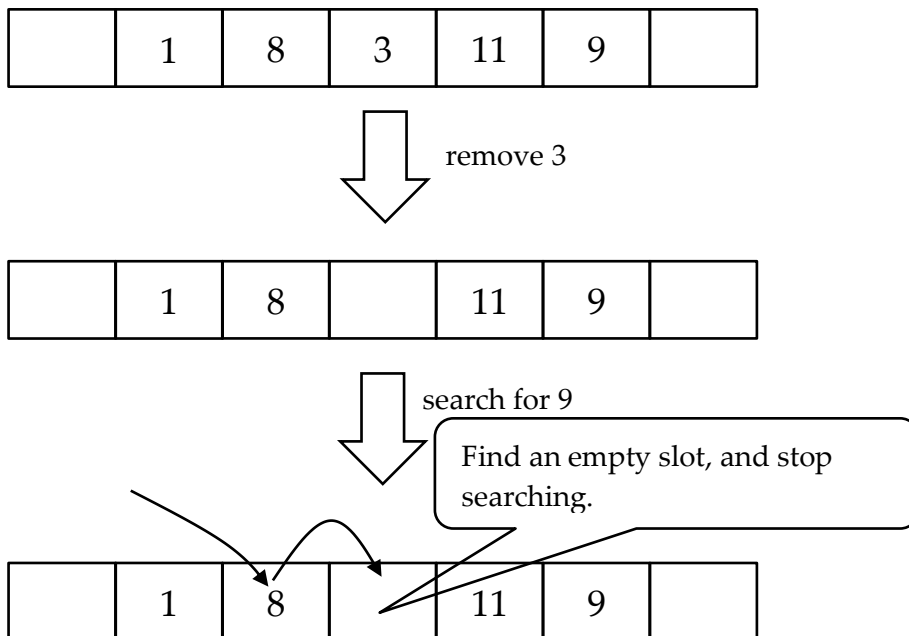 1 8 3 11 9
remove 3
1 8 11 9
search for 9
Find an empty slot, and stop
searching.
1 8 11 9